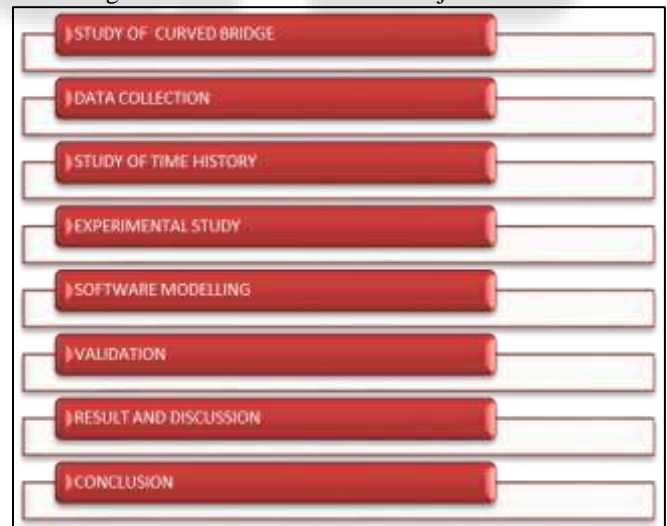 STUDY OF CURVED BRIDGE
DATA COLLECTION
STUDY OF TIME HISTORY
EXPERIMENTAL STUDY
SOFTWARE MODELLING
VALIDATION
RESULT AND DISCUSSION
CONCLUSION